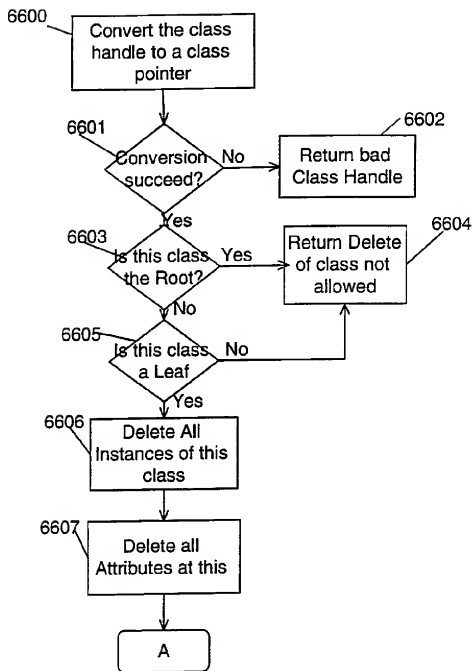 6600
Convert the class
handle to a class
pointer
6601
Conversion
succeed?
No
6602
Return bad
Class Handle
Yes
6603
Is this class
the Root?
Yes
6604
Return Delete
of class not
allowed
No
6605
Is this class
a Leaf
No
Yes
6606
Delete All
Instances of this
class
6607
Delete all
Attributes at this
A